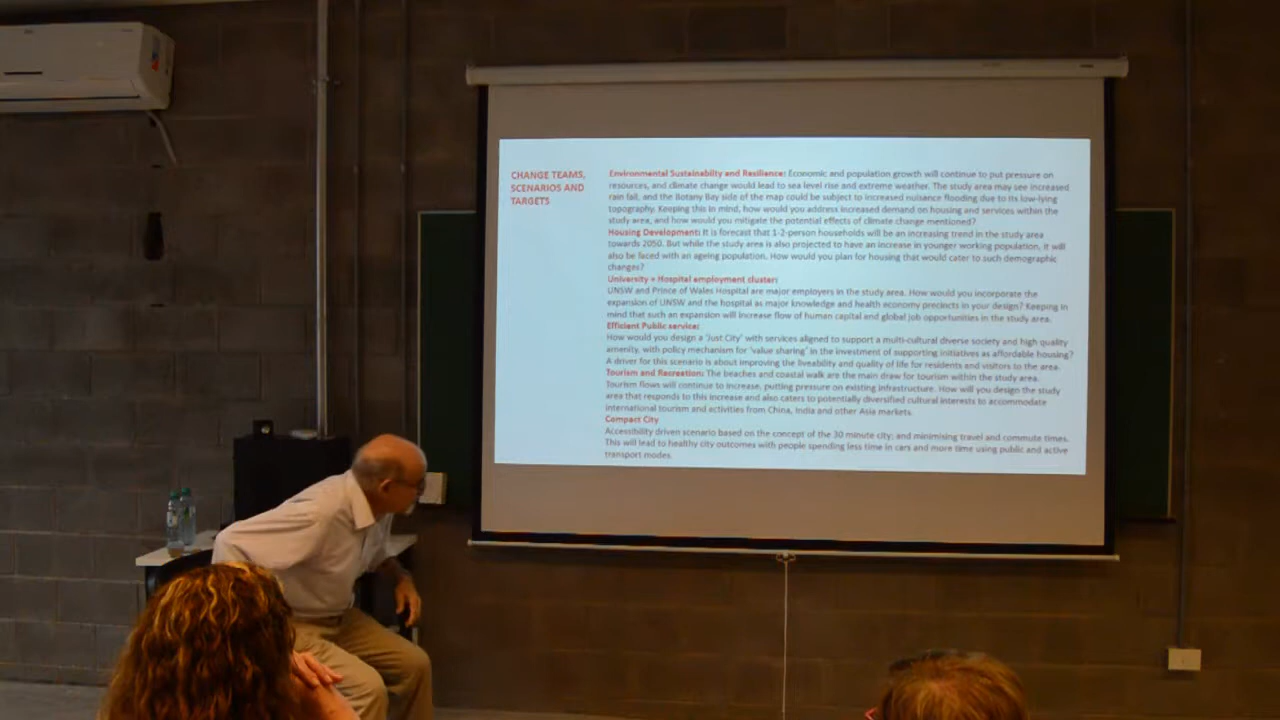 CHANGE TEAMS,
SCENARIOS AND
TARGETS
Environmental Sustainability and Resilience: Economic and population growth will continue to put pressure on
resources, and climate change would lead to sea level rise and extreme weather. The study area may see increased
rain fall, and the Botany Bay side of the map could be subject to increased nuisance flooding due to its low-lying
topography. Keeping this in mind, how would you address increased demand on housing and services within the
study area, and how would you mitigate the potential effects of climate change mentioned?
Housing Development: It is forecast that 1-2-person households will be an increasing trend in the study area
towards 2050. But while the study area is also projected to have an increase in younger working population, it will
also be faced with an ageing population. How would you plan for housing that would cater to such demographic
changes?
University + Hospital employment cluster:
UNSW and Prince of Wales Hospital are major employers in the study area. How would you incorporate the
expansion of UNSW and the hospital as major knowledge and health economy precincts in your design? Keeping in
mind that such an expansion will increase flow of human capital and global job opportunities in the study area.
Efficient Public service:
How would you design a 'Just City' with services aligned to support a multi-cultural diverse society and high quality
amenity, with policy mechanism for 'value sharing' in the investment of supporting initiatives as affordable housing?
A driver for this scenario is about improving the liveability and quality of life for residents and visitors to the area.
Tourism and Recreation: The beaches and coastal walk are the main draw for tourism within the study area.
Tourism flows will continue to increase, putting pressure on existing infrastructure. How will you design the study
area that responds to this increase and also caters to potentially diversified cultural interests to accommodate
international tourism and activities from China, India and other Asia markets.
Compact City
Accessibility driven scenario based on the concept of the 30 minute city; and minimising travel and commute times.
This will lead to healthy city outcomes with people spending less time in cars and more time using public and active
transport modes.